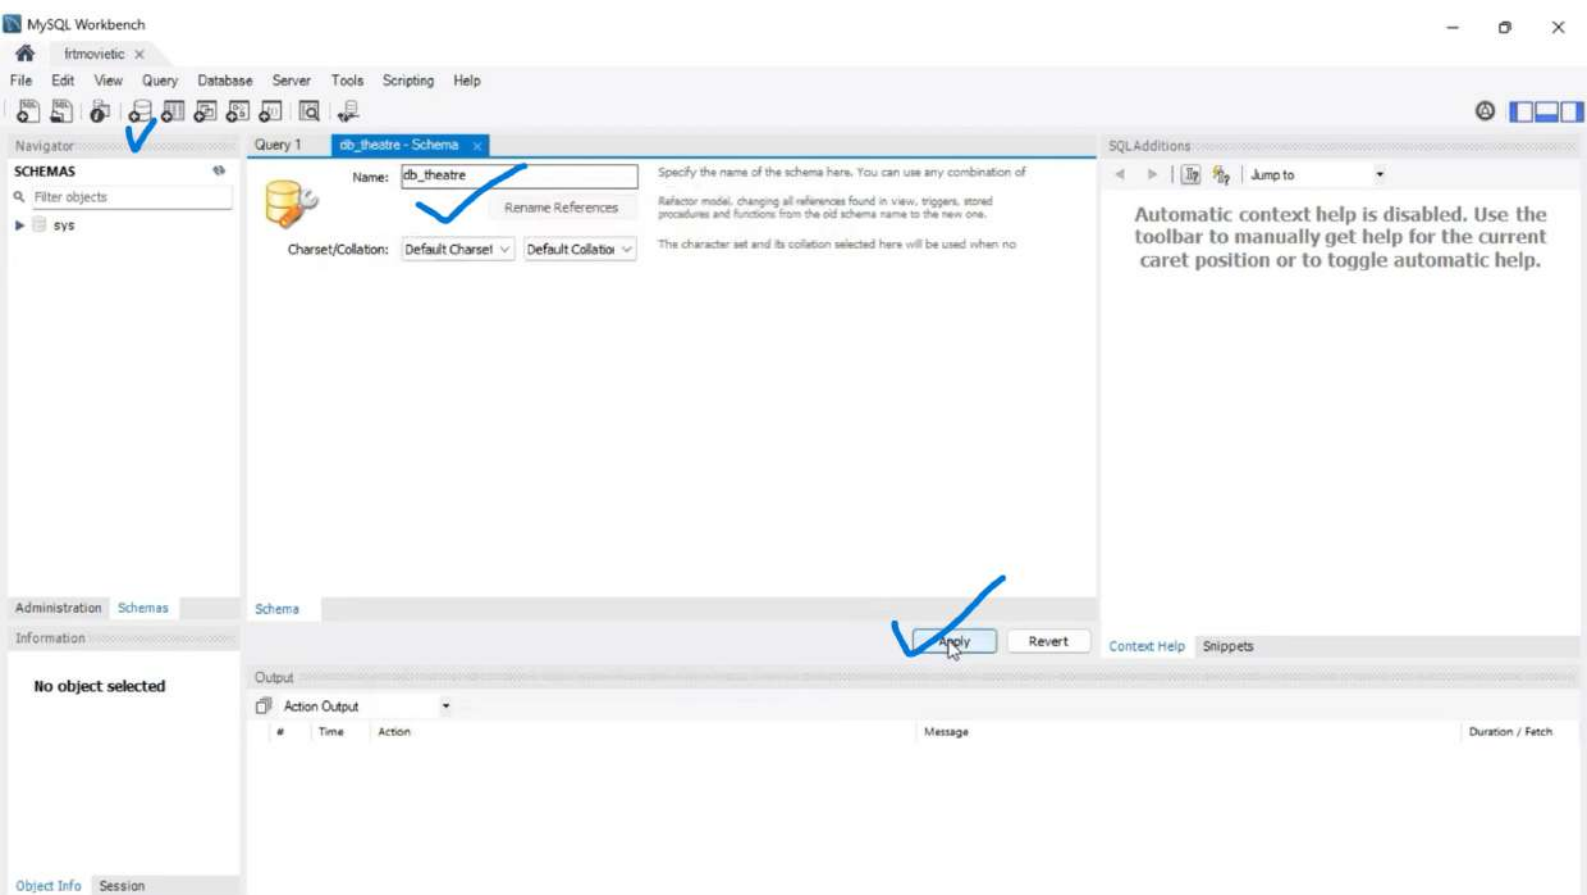 MySQL Workbench
frtmovietic
File Edit View Query Database Server Tools Scripting Help
Navigator
SCHEMAS
Filter objects
sys
Administration Schemas
Information
No object selected
Object Info Session
Query 1 db_theatre - Schema
Name: db_theatre
Specify the name of the schema here. You can use any combination of
Rename References
Refactor model, changing all references found in view, triggers, stored
procedures and functions from the old schema name to the new one.
Charset/Collation: Default Charset Default Collation
The character set and its collation selected here will be used when no
Schema
Apply Revert
Output
Action Output
# Time Action Message Duration / Fetch
SQLAdditions
Jump to
Automatic context help is disabled. Use the
toolbar to manually get help for the current
caret position or to toggle automatic help.
Context Help Snippets